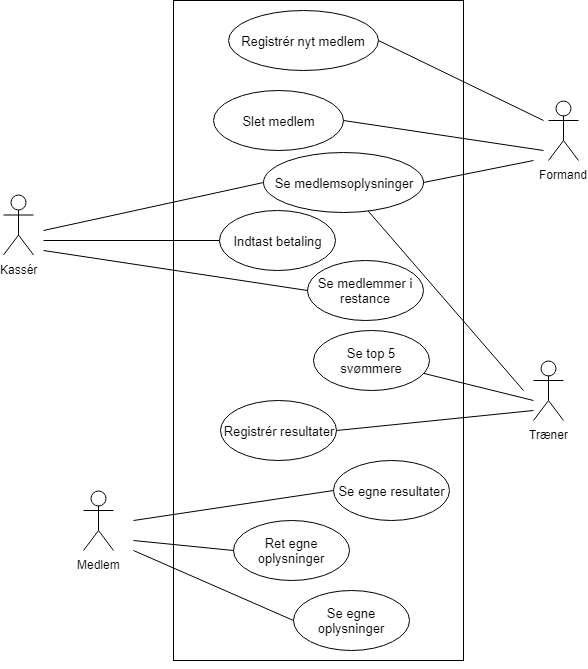 Registrér nyt medlem
Slet medlem
Formand
Se medlemsoplysninger
Indtast betaling
Kassér
Se medlemmer i
restance
Se top 5
svømmere
Registrér resultater
Træner
Se egne resultater
Ret egne
oplysninger
Medlem
Se egne
oplysninger